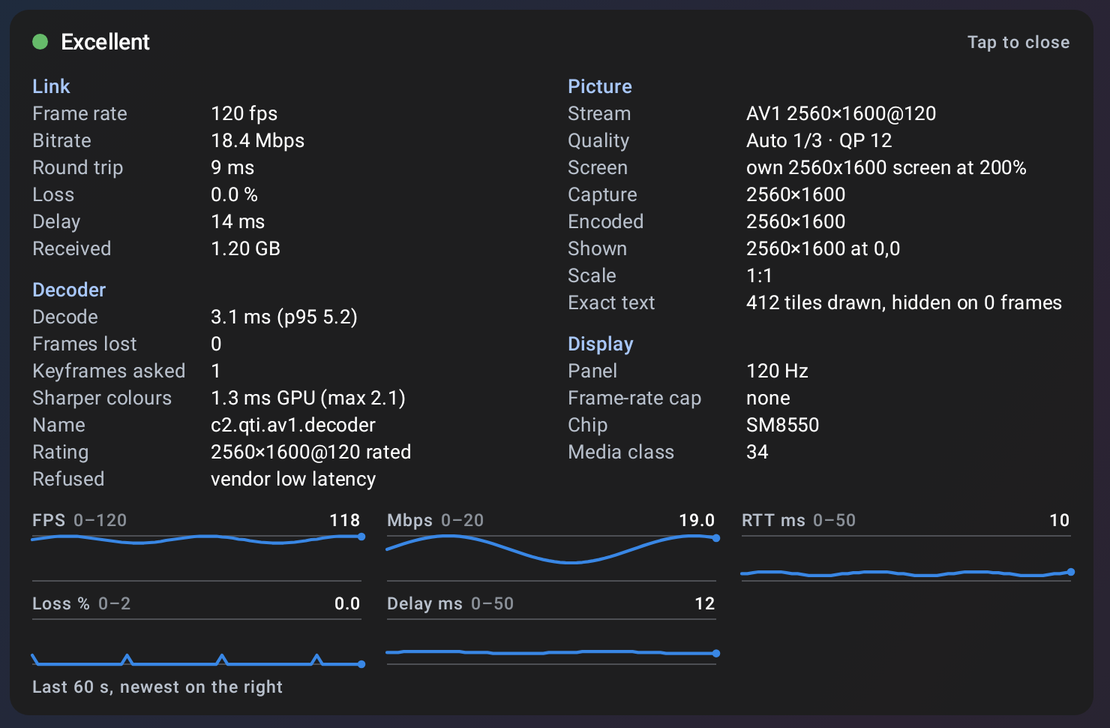 Excellent
Tap to close
Link
Frame rate 120 fps
Bitrate 18.4 Mbps
Round trip 9 ms
Loss 0.0 %
Delay 14 ms
Received 1.20 GB
Decoder
Decode 3.1 ms (p95 5.2)
Frames lost 0
Keyframes asked 1
Sharper colours 1.3 ms GPU (max 2.1)
Name c2.qti.av1.decoder
Rating 2560×1600@120 rated
Refused vendor low latency
Picture
Stream AV1 2560×1600@120
Quality Auto 1/3 · QP 12
Screen own 2560x1600 screen at 200%
Capture 2560×1600
Encoded 2560×1600
Shown 2560×1600 at 0,0
Scale 1:1
Exact text 412 tiles drawn, hidden on 0 frames
Display
Panel 120 Hz
Frame-rate cap none
Chip SM8550
Media class 34
FPS 0–120 118
Mbps 0–20 19.0
RTT ms 0–50 10
Loss % 0–2 0.0
Delay ms 0–50 12
Last 60 s, newest on the right